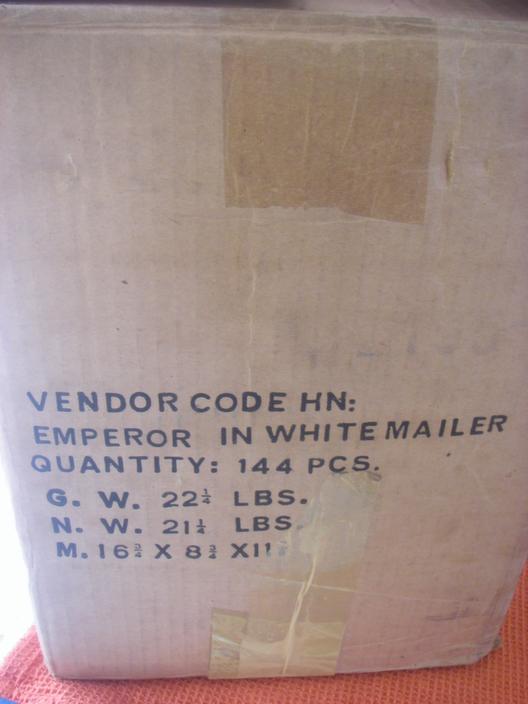 VENDOR CODE HN:
EMPEROR IN WHITE MAILER
QUANTITY: 144 PCS.
G. W. 22¼ LBS.
N. W. 21¼ LBS.
M. 16¾ X 8¾ X11